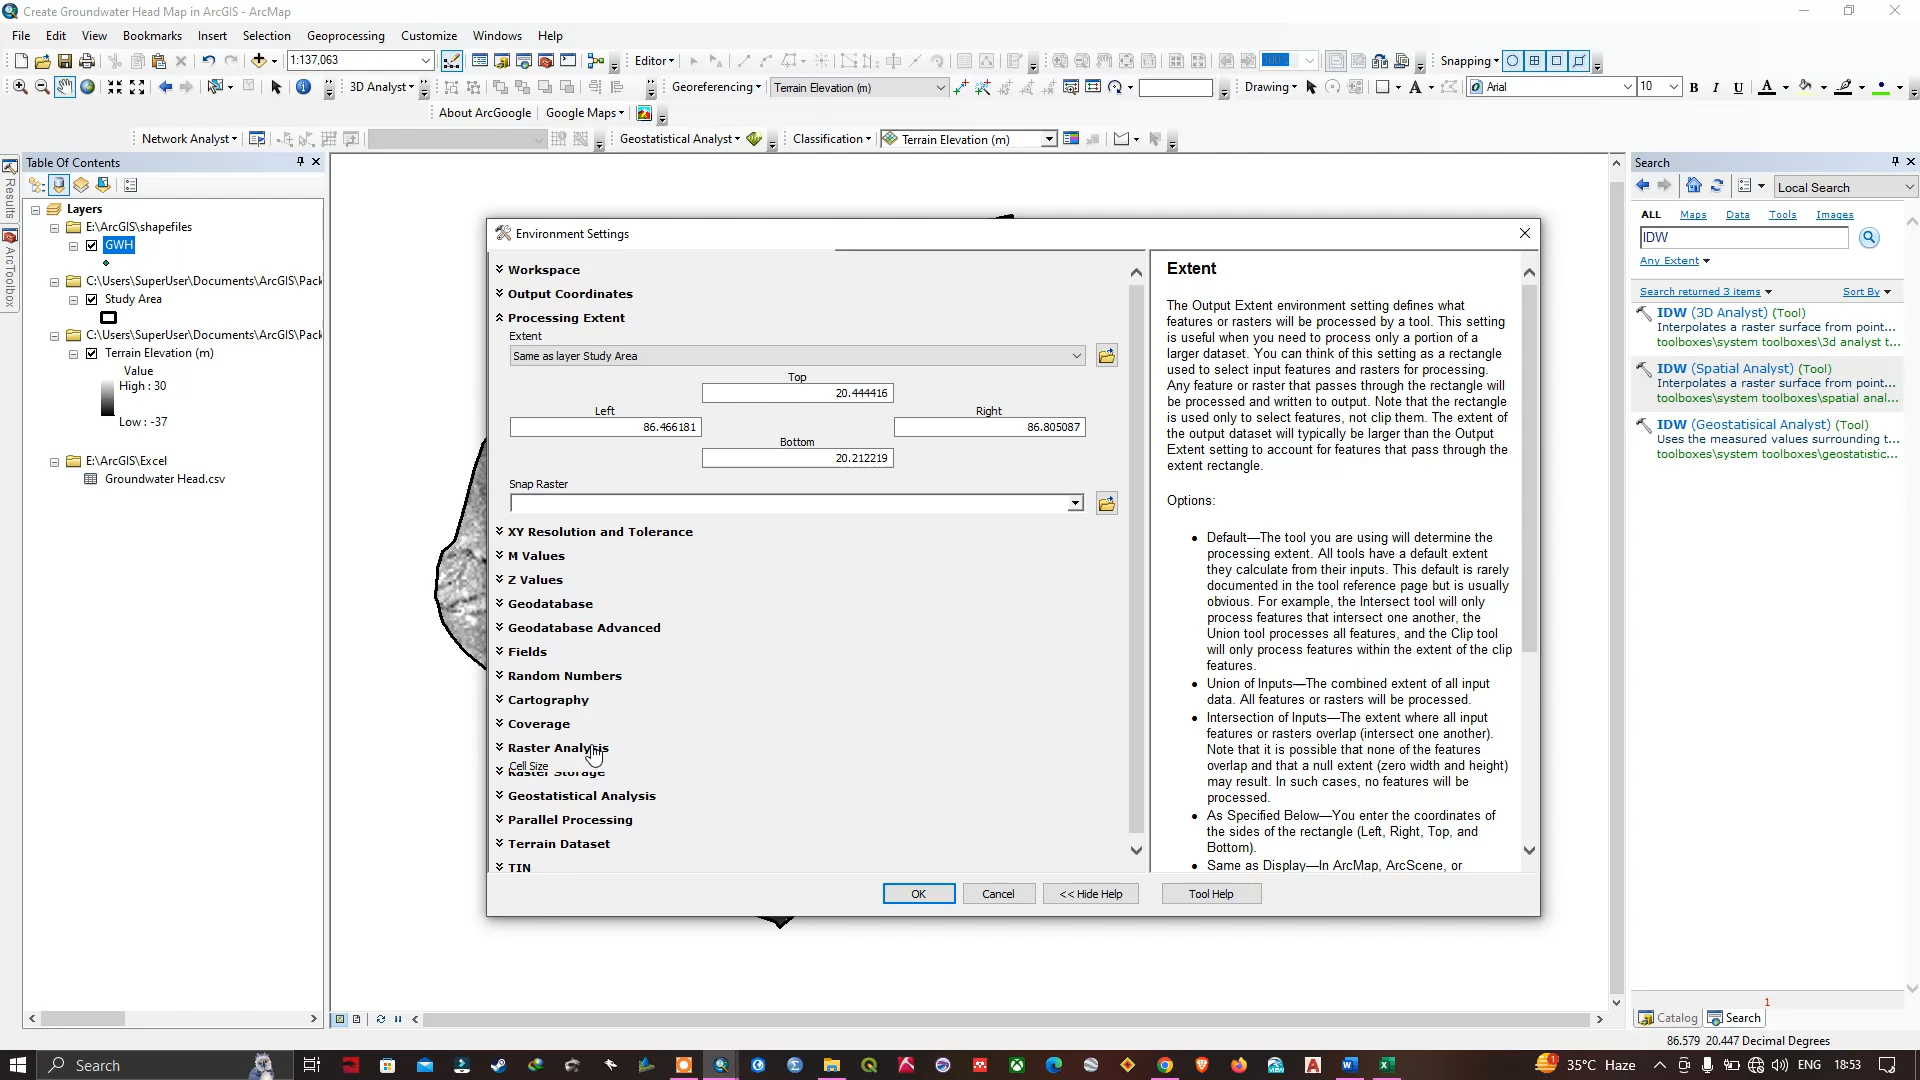 Create Groundwater Head Map in ArcGIS - ArcMap
File Edit View Bookmarks Insert Selection Geoprocessing Customize Windows Help
1:137,063
Editor
Snapping
3D Analyst
Georeferencing
Terrain Elevation (m)
Drawing
Arial
10
B I U A
About ArcGoogle
Google Maps
Network Analyst
Geostatistical Analyst
Classification
Terrain Elevation (m)
Results
ArcToolbox
Table Of Contents
Layers
E:\ArcGIS\shapefiles
GWH
C:\Users\SuperUser\Documents\ArcGIS\Pack
Study Area
C:\Users\SuperUser\Documents\ArcGIS\Pack
Terrain Elevation (m)
Value
High : 30
Low : -37
E:\ArcGIS\Excel
Groundwater Head.csv
Environment Settings
Workspace
Output Coordinates
Processing Extent
Extent
Same as layer Study Area
Top
20.444416
Left
Right
86.466181
86.805087
Bottom
20.212219
Snap Raster
XY Resolution and Tolerance
M Values
Z Values
Geodatabase
Geodatabase Advanced
Fields
Random Numbers
Cartography
Coverage
Raster Analysis
Cell Size
Raster Storage
Geostatistical Analysis
Parallel Processing
Terrain Dataset
TIN
OK
Cancel
<< Hide Help
Tool Help
Extent
The Output Extent environment setting defines what
features or rasters will be processed by a tool. This setting
is useful when you need to process only a portion of a
larger dataset. You can think of this setting as a rectangle
used to select input features and rasters for processing.
Any feature or raster that passes through the rectangle will
be processed and written to output. Note that the rectangle
is used only to select features, not clip them. The extent of
the output dataset will typically be larger than the Output
Extent setting to account for features that pass through the
extent rectangle.
Options:
Default—The tool you are using will determine the
processing extent. All tools have a default extent
they calculate from their inputs. This default is rarely
documented in the tool reference page but is usually
obvious. For example, the Intersect tool will only
process features that intersect one another, the
Union tool processes all features, and the Clip tool
will only process features within the extent of the clip
features.
Union of Inputs—The combined extent of all input
data. All features or rasters will be processed.
Intersection of Inputs—The extent where all input
features or rasters overlap (intersect one another).
Note that it is possible that none of the features
overlap and that a null extent (zero width and height)
may result. In such cases, no features will be
processed.
As Specified Below—You enter the coordinates of
the sides of the rectangle (Left, Right, Top, and
Bottom).
Same as Display—In ArcMap, ArcScene, or
Search
Local Search
ALL Maps Data Tools Images
IDW
Any Extent
Search returned 3 items
Sort By
IDW (3D Analyst) (Tool)
Interpolates a raster surface from point...
toolboxes\system toolboxes\3d analyst t...
IDW (Spatial Analyst) (Tool)
Interpolates a raster surface from point...
toolboxes\system toolboxes\spatial anal...
IDW (Geostatisical Analyst) (Tool)
Uses the measured values surrounding t...
toolboxes\system toolboxes\geostatistic...
1
Catalog
Search
86.579 20.447 Decimal Degrees
Search
35°C Haze
ENG
18:53